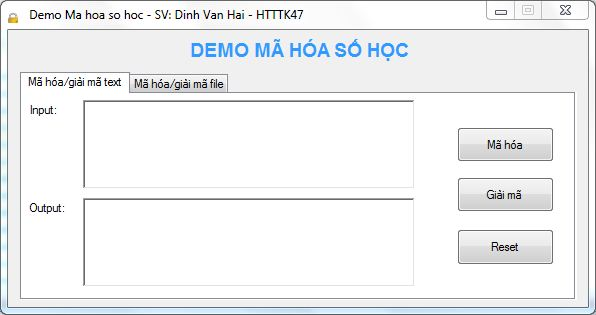 Demo Ma hoa so hoc - SV: Dinh Van Hai - HTTTK47
DEMO MÃ HÓA SỐ HỌC
Mã hóa/giải mã text
Mã hóa/giải mã file
Input:
Mã hóa
Giải mã
Output:
Reset